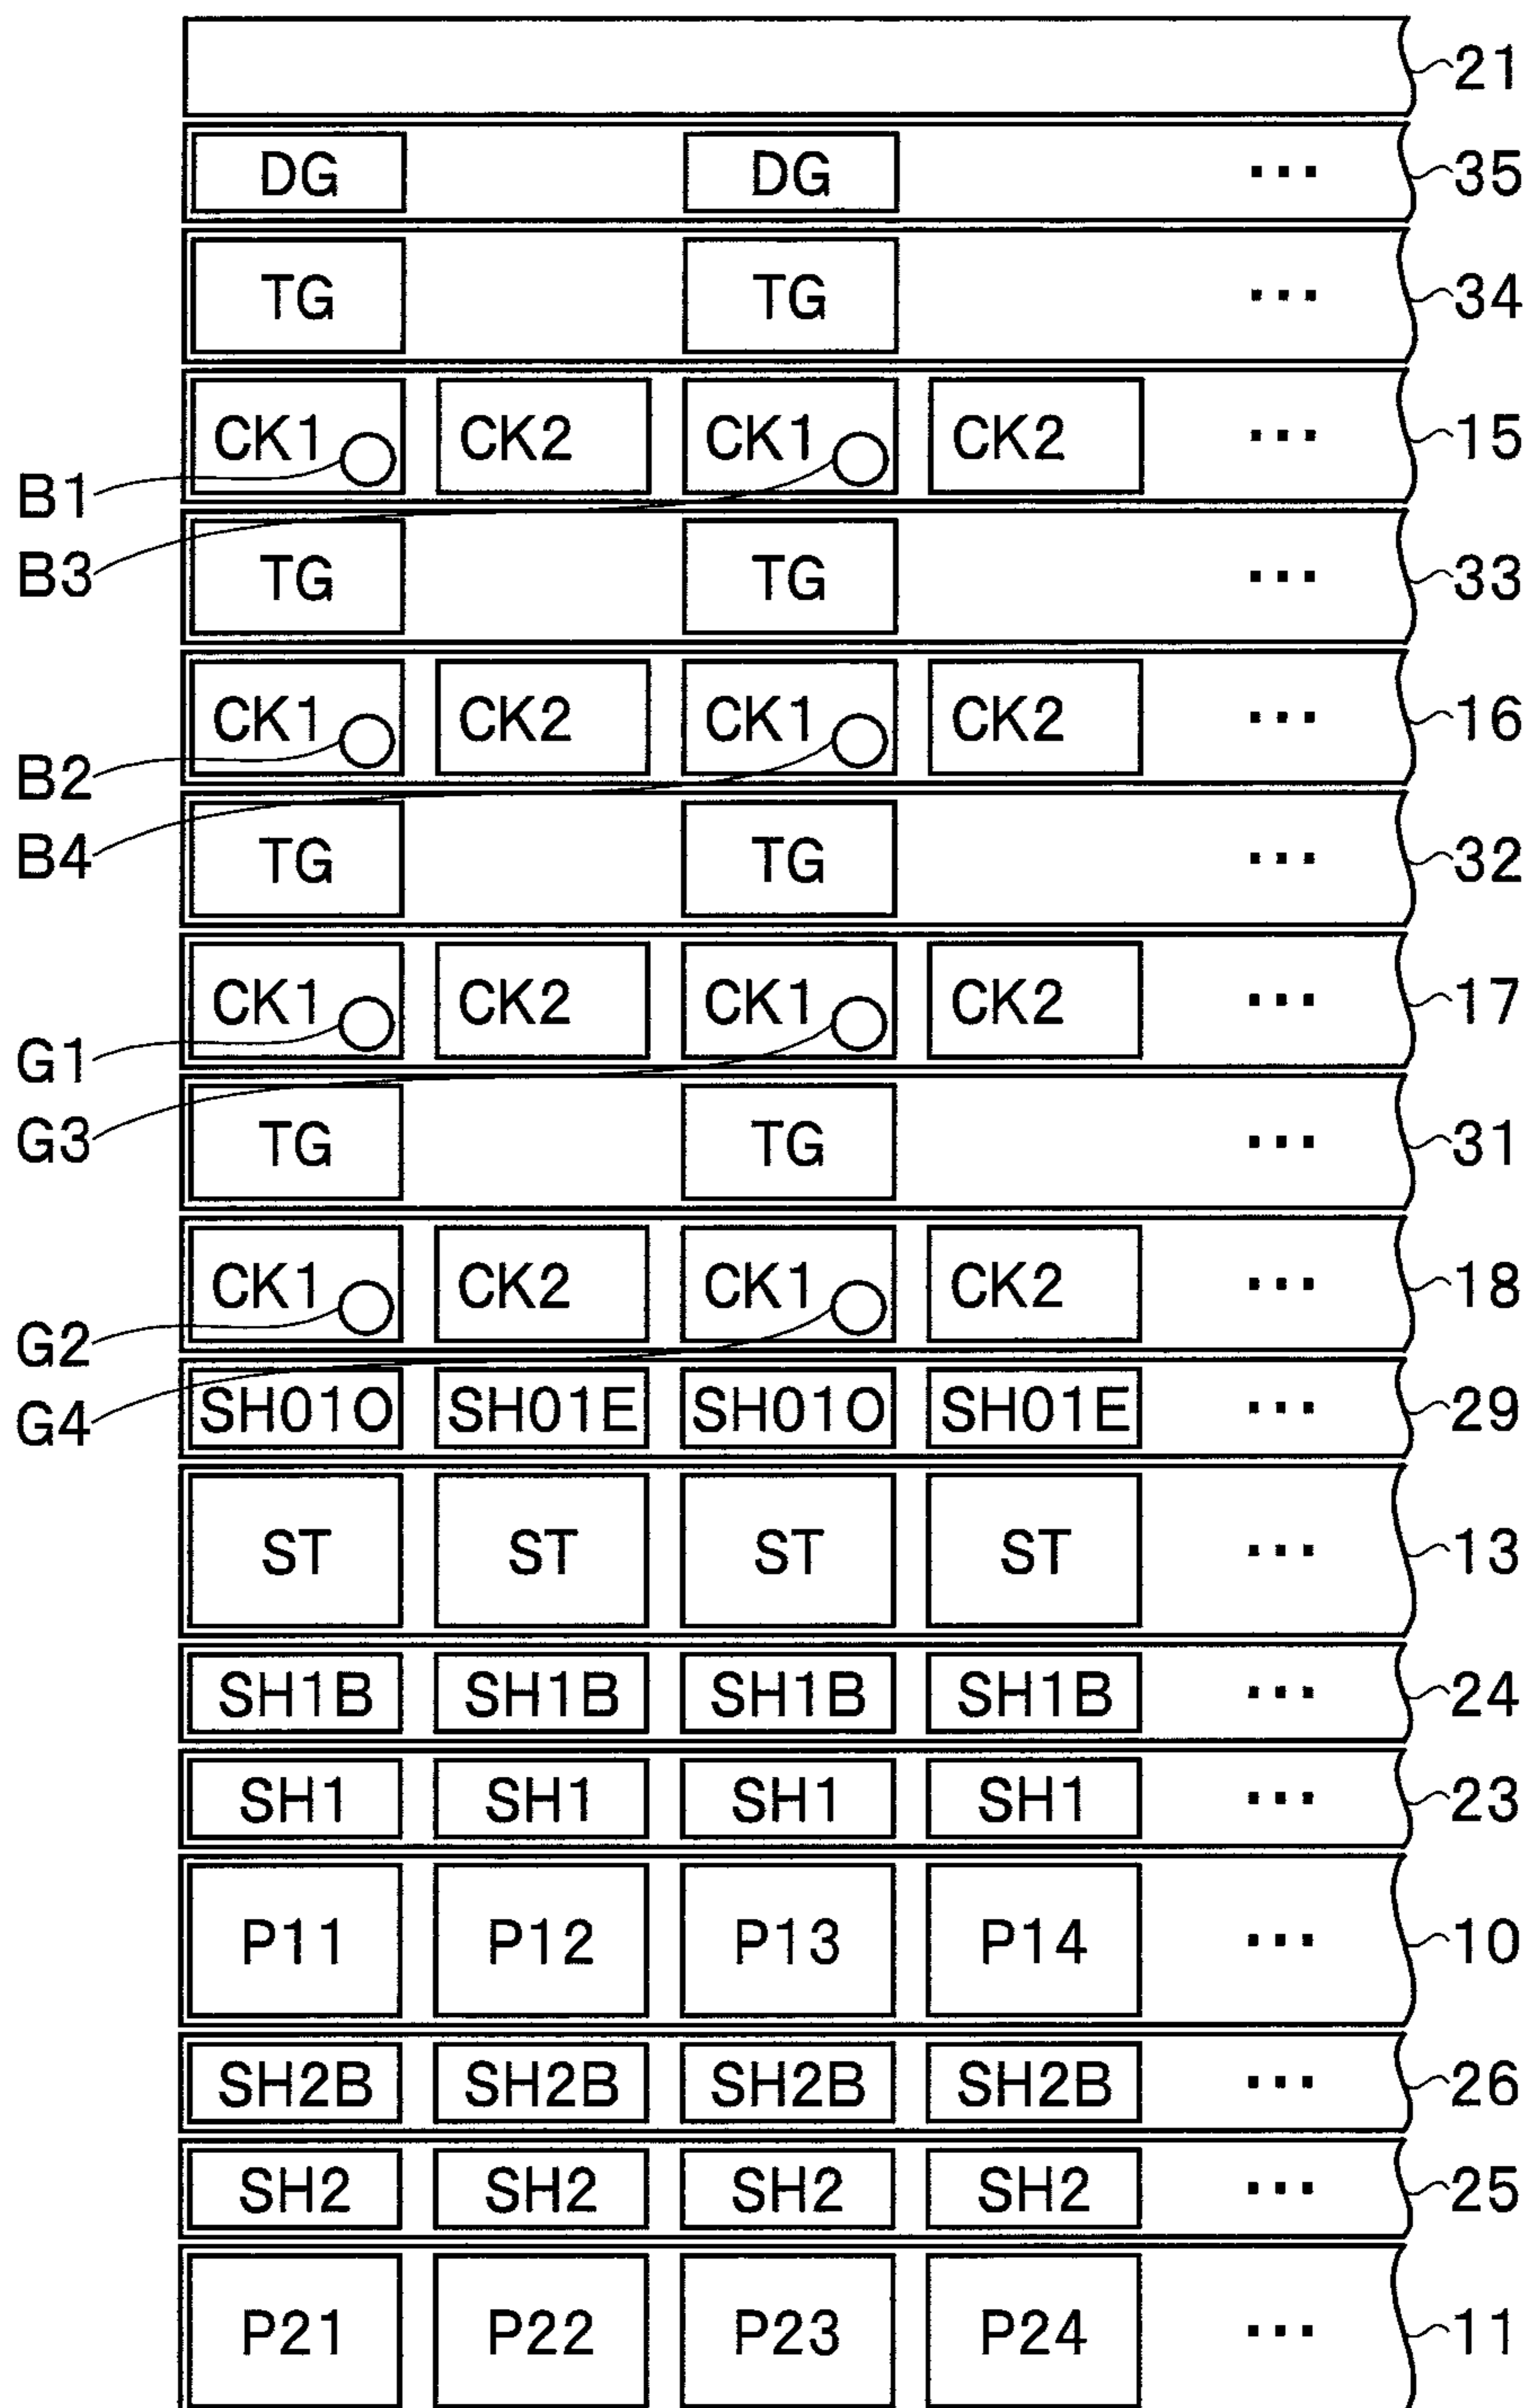 21
DG DG ... 35
TG TG ... 34
CK1 CK2 CK1 CK2 ... 15
B1
B3 TG TG ... 33
CK1 CK2 CK1 CK2 ... 16
B2
B4 TG TG ... 32
CK1 CK2 CK1 CK2 ... 17
G1
G3 TG TG ... 31
CK1 CK2 CK1 CK2 ... 18
G2
G4 SH01O SH01E SH01O SH01E ... 29
ST ST ST ST ... 13
SH1B SH1B SH1B SH1B ... 24
SH1 SH1 SH1 SH1 ... 23
P11 P12 P13 P14 ... 10
SH2B SH2B SH2B SH2B ... 26
SH2 SH2 SH2 SH2 ... 25
P21 P22 P23 P24 ... 11